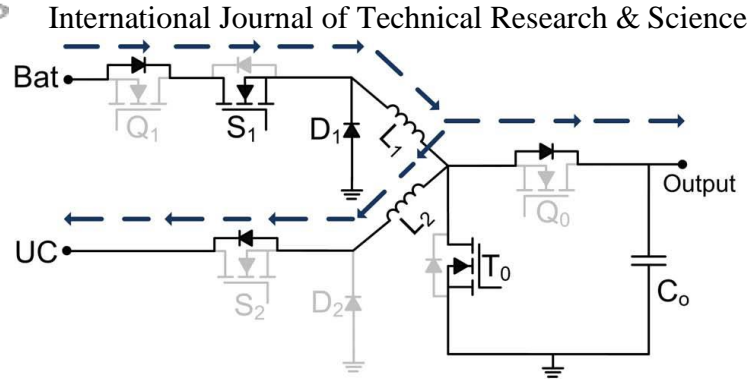 International Journal of Technical Research & Science
Bat
Q1
S1
D1
L1
Output
Q0
UC
S2
D2
L2
T0
Co